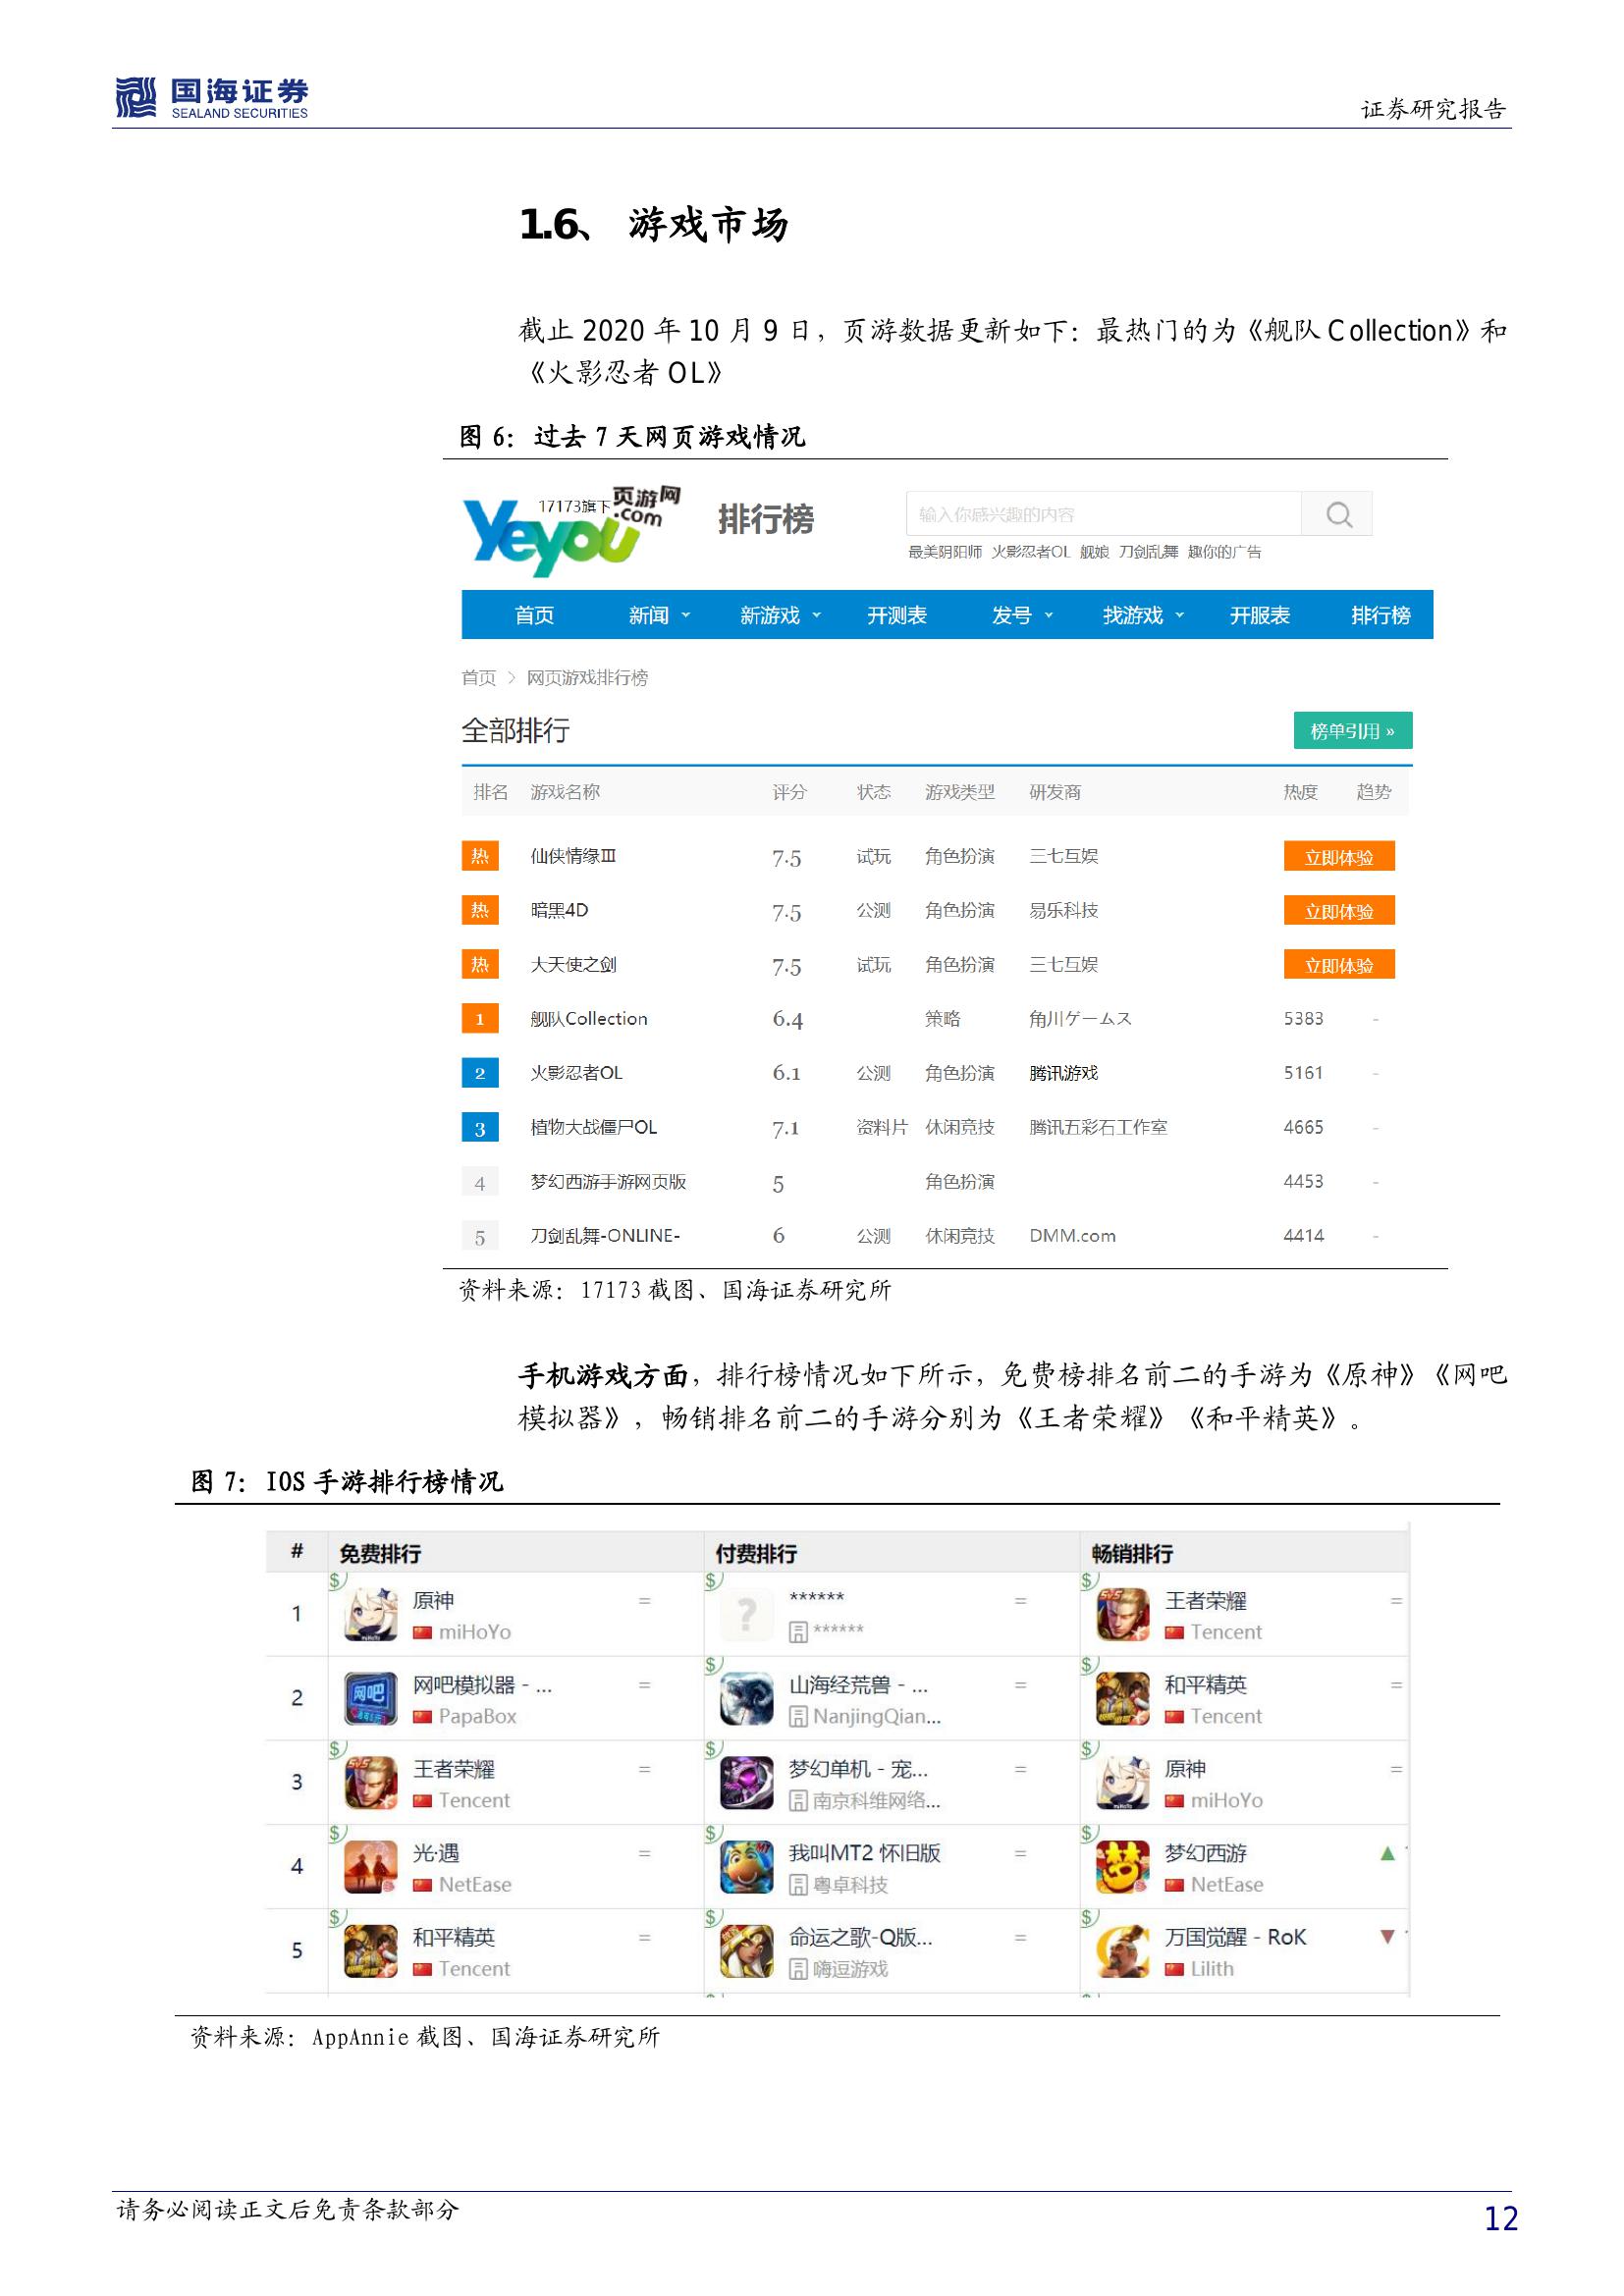 国海证券
SEALAND SECURITIES
证券研究报告
1.6、 游戏市场
截止 2020 年 10 月 9 日，页游数据更新如下：最热门的为《舰队 Collection》和
《火影忍者 OL》
图 6：过去 7 天网页游戏情况
Yeyou 17173旗下 页游网 .com
排行榜
输入你感兴趣的内容
最美阴阳师 火影忍者OL 舰娘 刀剑乱舞 趣你的广告
首页 新闻 新游戏 开测表 发号 找游戏 开服表 排行榜
首页 > 网页游戏排行榜
全部排行 榜单引用 »
排名 游戏名称 评分 状态 游戏类型 研发商 热度 趋势
热 仙侠情缘Ⅲ 7.5 试玩 角色扮演 三七互娱 立即体验
热 暗黑4D 7.5 公测 角色扮演 易乐科技 立即体验
热 大天使之剑 7.5 试玩 角色扮演 三七互娱 立即体验
1 舰队Collection 6.4 策略 角川ゲームス 5383 -
2 火影忍者OL 6.1 公测 角色扮演 腾讯游戏 5161 -
3 植物大战僵尸OL 7.1 资料片 休闲竞技 腾讯五彩石工作室 4665 -
4 梦幻西游手游网页版 5 角色扮演 4453 -
5 刀剑乱舞-ONLINE- 6 公测 休闲竞技 DMM.com 4414 -
资料来源：17173 截图、国海证券研究所
手机游戏方面，排行榜情况如下所示，免费榜排名前二的手游为《原神》《网吧
模拟器》，畅销排名前二的手游分别为《王者荣耀》《和平精英》。
图 7：IOS 手游排行榜情况
# 免费排行 付费排行 畅销排行
1 $ 原神 = $ ****** = $ 王者荣耀 =
miHoYo ****** Tencent
2 $ 网吧模拟器 - ... = $ 山海经荒兽 - ... = $ 和平精英 =
PapaBox NanjingQian... Tencent
3 $ 王者荣耀 = $ 梦幻单机 - 宠... = $ 原神 =
Tencent 南京科维网络... miHoYo
4 $ 光·遇 = $ 我叫MT2 怀旧版 = $ 梦幻西游 ▲
NetEase 粤卓科技 NetEase
5 $ 和平精英 = $ 命运之歌-Q版... = $ 万国觉醒 - RoK ▼
Tencent 嗨逗游戏 Lilith
资料来源：AppAnnie 截图、国海证券研究所
请务必阅读正文后免责条款部分
12